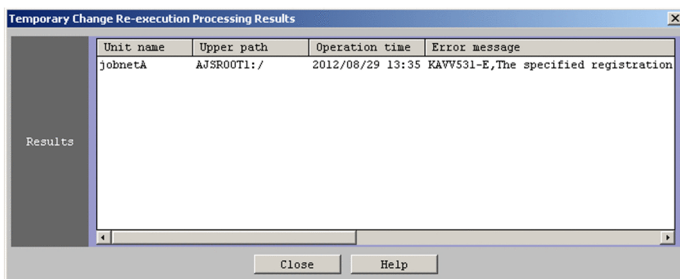 Temporary Change Re-execution Processing Results
Unit name Upper path Operation time Error message
jobnetA AJSROOT1:/ 2012/08/29 13:35 KAVV531-E,The specified registration
Results
Close Help